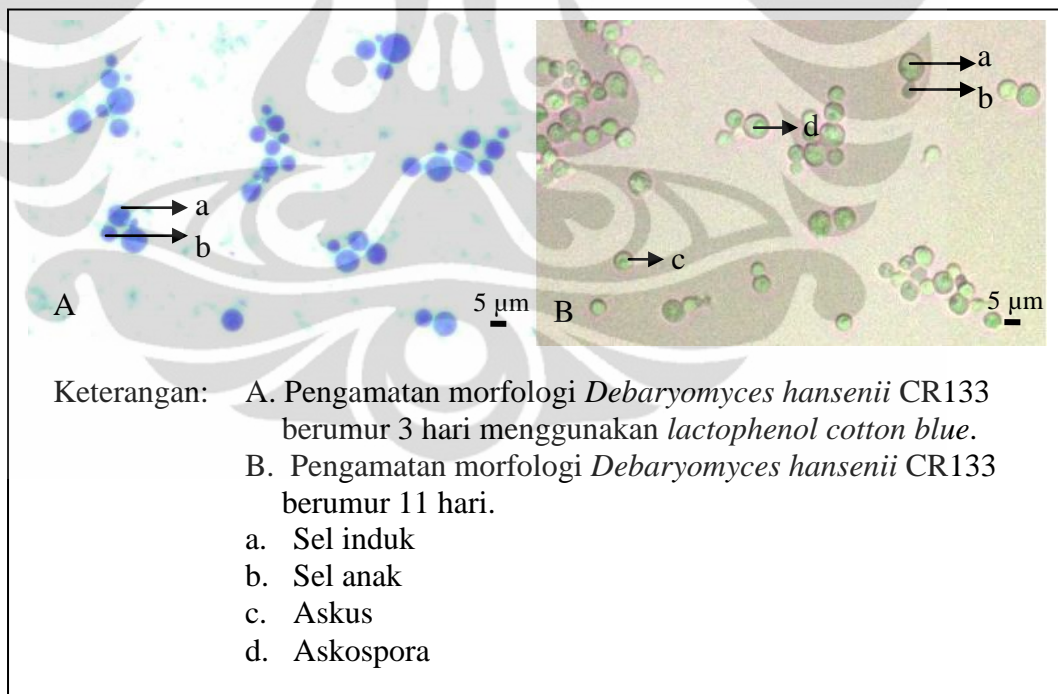 a
b
A
5 µm
a
b
d
c
B
5 µm
Keterangan: A. Pengamatan morfologi Debaryomyces hansenii CR133
berumur 3 hari menggunakan lactophenol cotton blue.
B. Pengamatan morfologi Debaryomyces hansenii CR133
berumur 11 hari.
a. Sel induk
b. Sel anak
c. Askus
d. Askospora